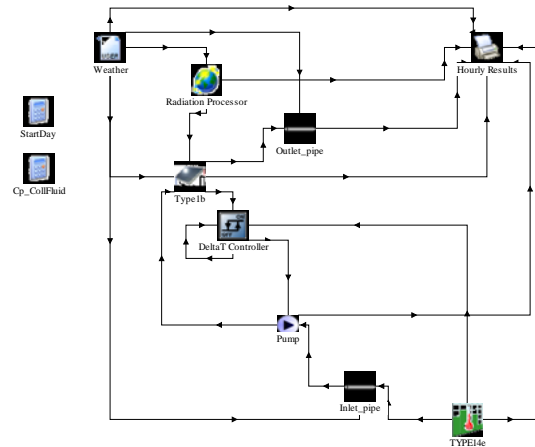 Weather
Hourly Results
Radiation Processor
StartDay
Outlet_pipe
Cp_CollFluid
Type1b
DeltaT Controller
Pump
Inlet_pipe
TYPE14e